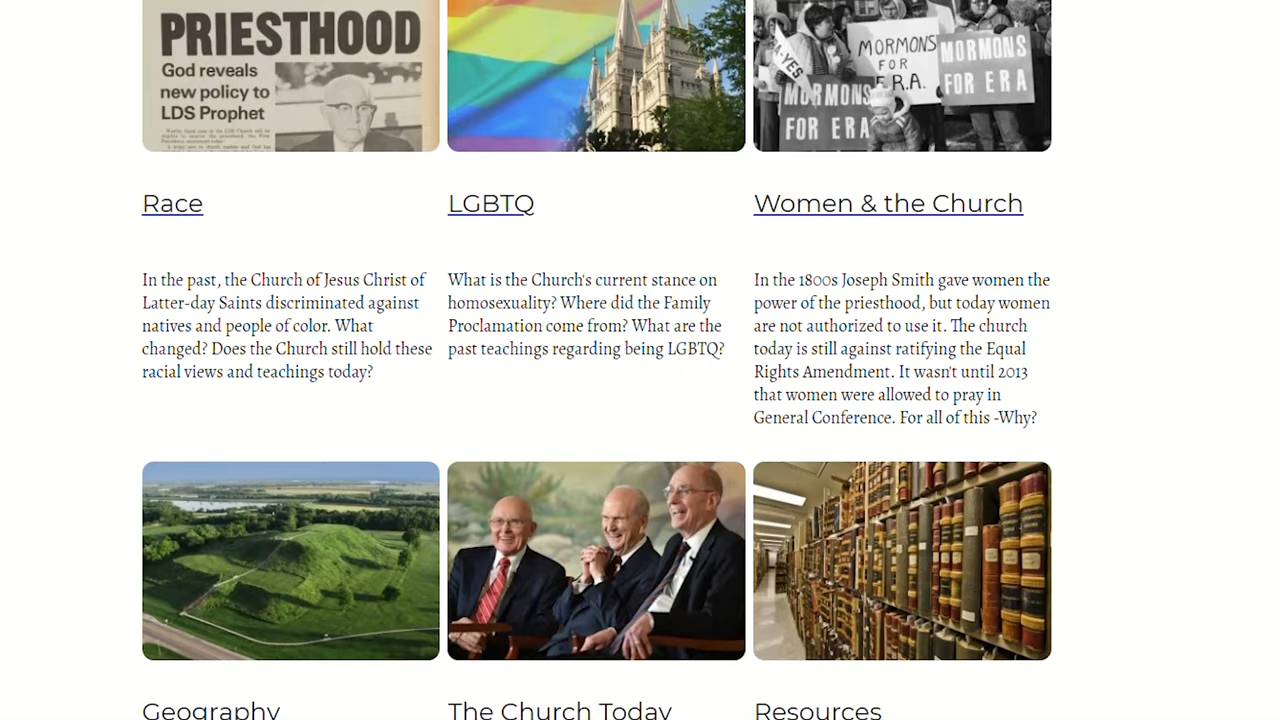 PRIESTHOOD
God reveals
new policy to
LDS Prophet
A-YES
MORMONS
FOR
E.R.A.
MORMONS
FOR ERA
MORMONS
FOR ERA
Race
LGBTQ
Women & the Church
In the past, the Church of Jesus Christ of
Latter-day Saints discriminated against
natives and people of color. What
changed? Does the Church still hold these
racial views and teachings today?
What is the Church's current stance on
homosexuality? Where did the Family
Proclamation come from? What are the
past teachings regarding being LGBTQ?
In the 1800s Joseph Smith gave women the
power of the priesthood, but today women
are not authorized to use it. The church
today is still against ratifying the Equal
Rights Amendment. It wasn't until 2013
that women were allowed to pray in
General Conference. For all of this -Why?
Geography
The Church Today
Resources